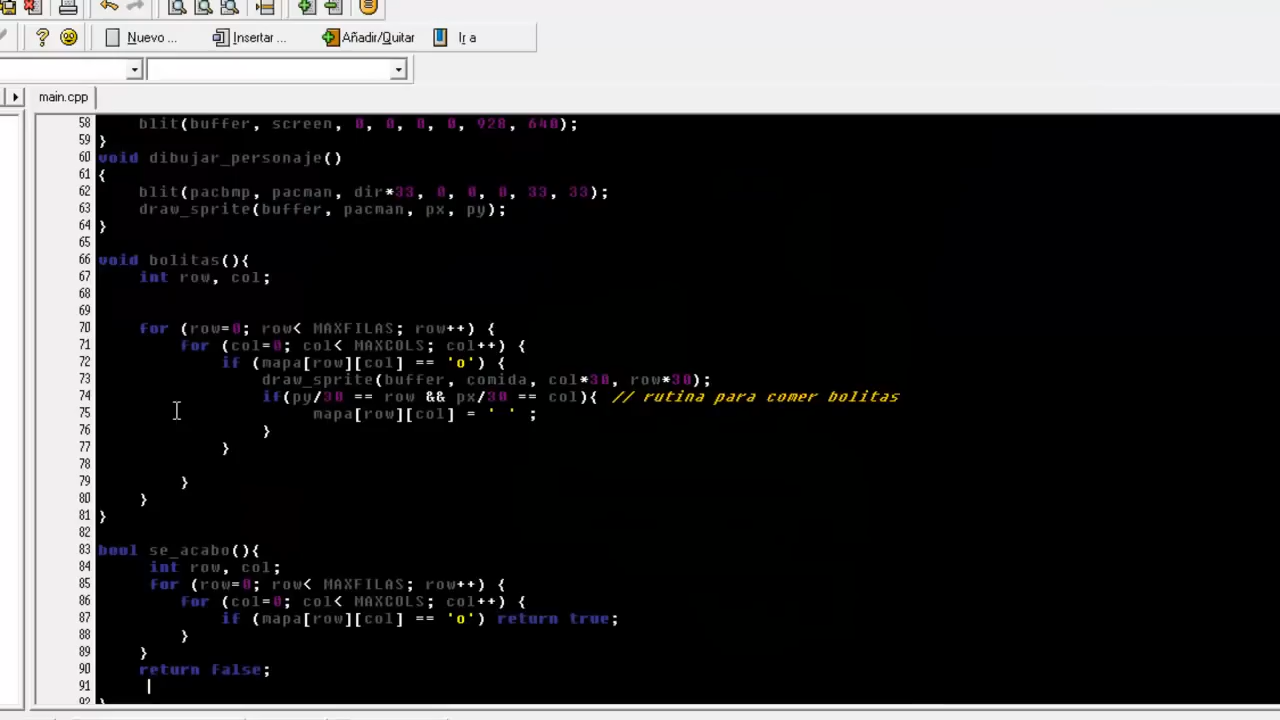 Nuevo ... Insertar ... Añadir/Quitar Ir a
main.cpp
58 blit(buffer, screen, 0, 0, 0, 0, 928, 640);
59 }
60 void dibujar_personaje()
61 {
62 blit(pacbmp, pacman, dir*33, 0, 0, 0, 33, 33);
63 draw_sprite(buffer, pacman, px, py);
64 }
65
66 void bolitas(){
67 int row, col;
68
69
70 for (row=0; row< MAXFILAS; row++) {
71 for (col=0; col< MAXCOLS; col++) {
72 if (mapa[row][col] == 'o') {
73 draw_sprite(buffer, comida, col*30, row*30);
74 if(py/30 == row && px/30 == col){ // rutina para comer bolitas
75 mapa[row][col] = ' ' ;
76 }
77 }
78
79 }
80 }
81 }
82
83 bool se_acabo(){
84 int row, col;
85 for (row=0; row< MAXFILAS; row++) {
86 for (col=0; col< MAXCOLS; col++) {
87 if (mapa[row][col] == 'o') return true;
88 }
89 }
90 return false;
91
92 }